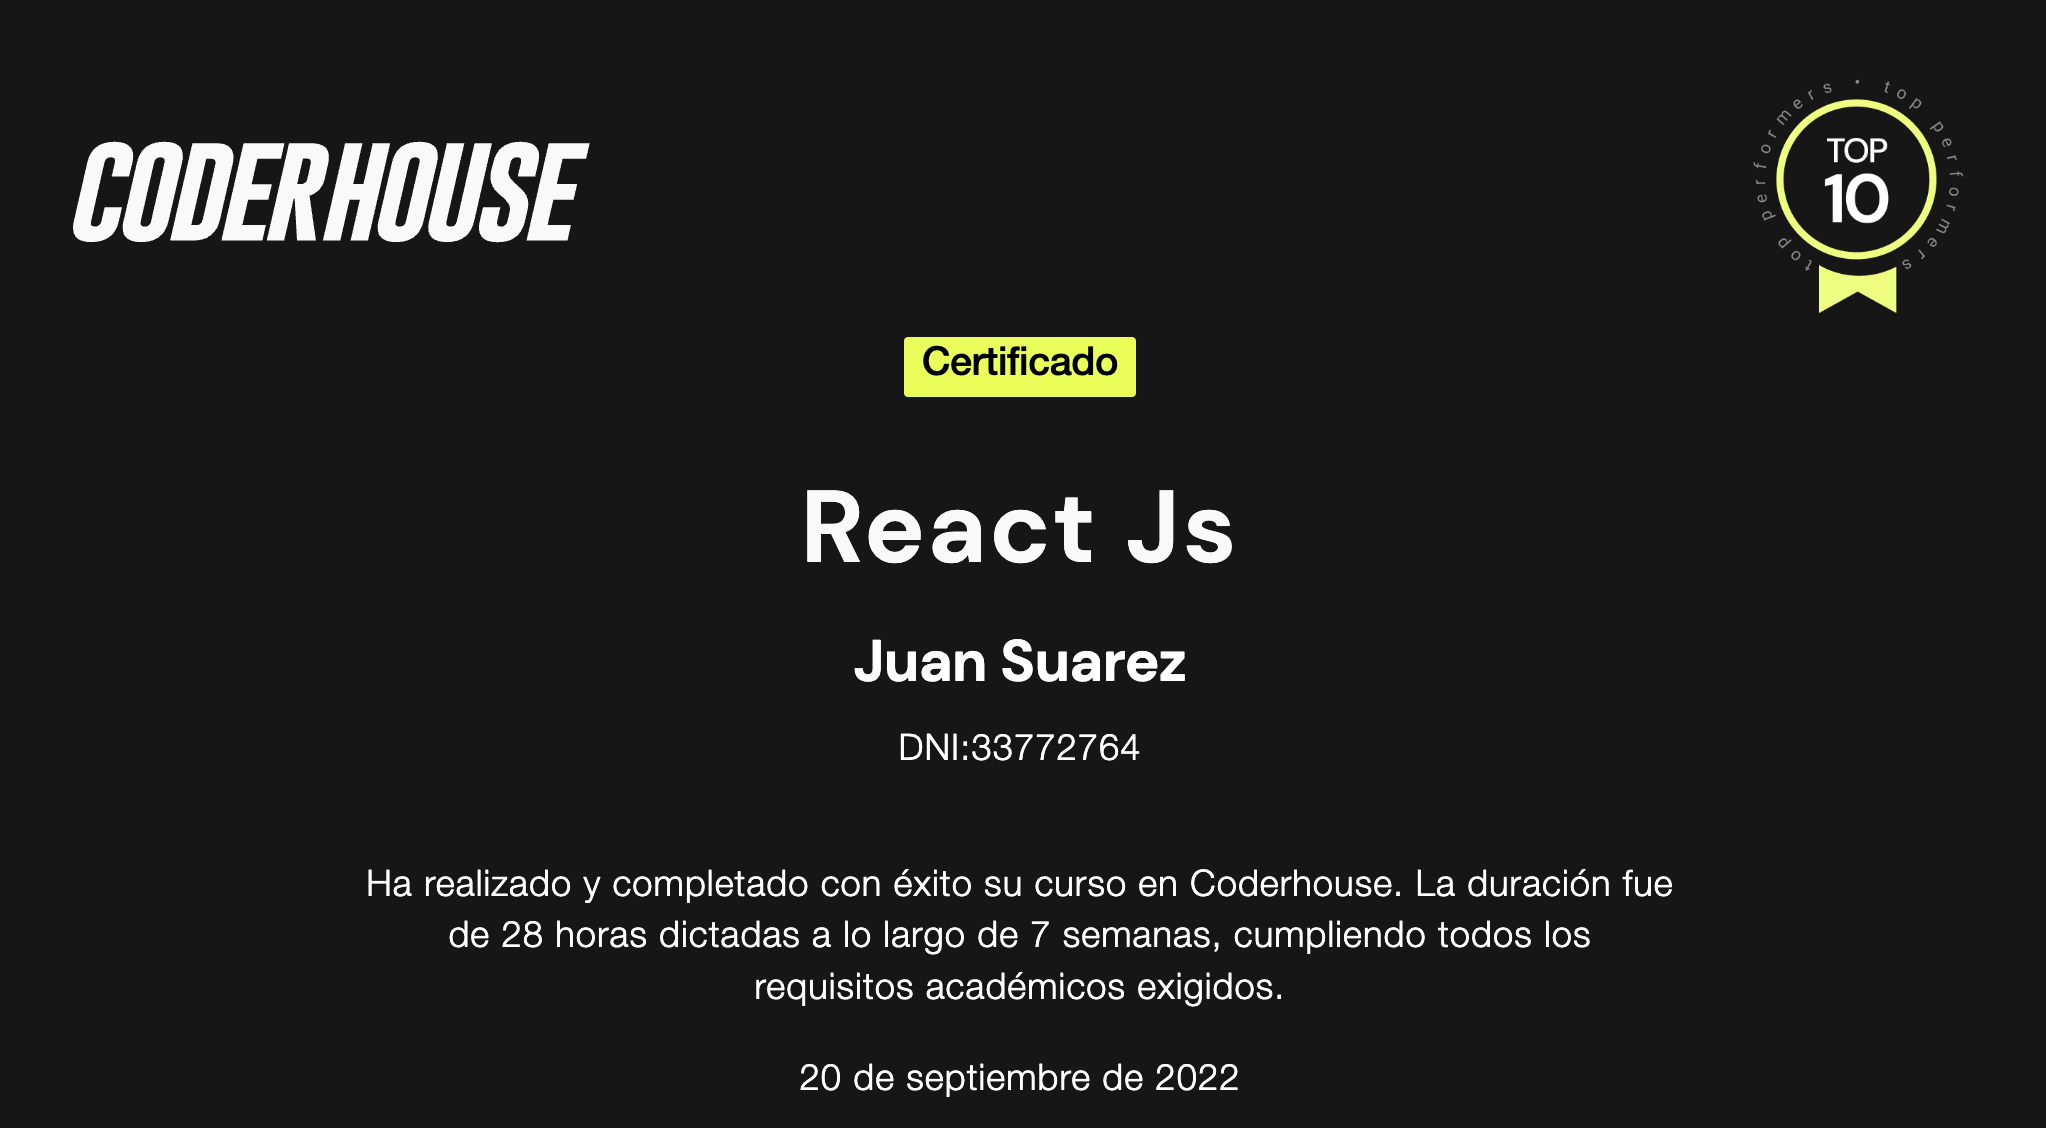 CODERHOUSE
top performers • top performers
TOP
10
Certificado
React Js
Juan Suarez
DNI:33772764
Ha realizado y completado con éxito su curso en Coderhouse. La duración fue
de 28 horas dictadas a lo largo de 7 semanas, cumpliendo todos los
requisitos académicos exigidos.
20 de septiembre de 2022